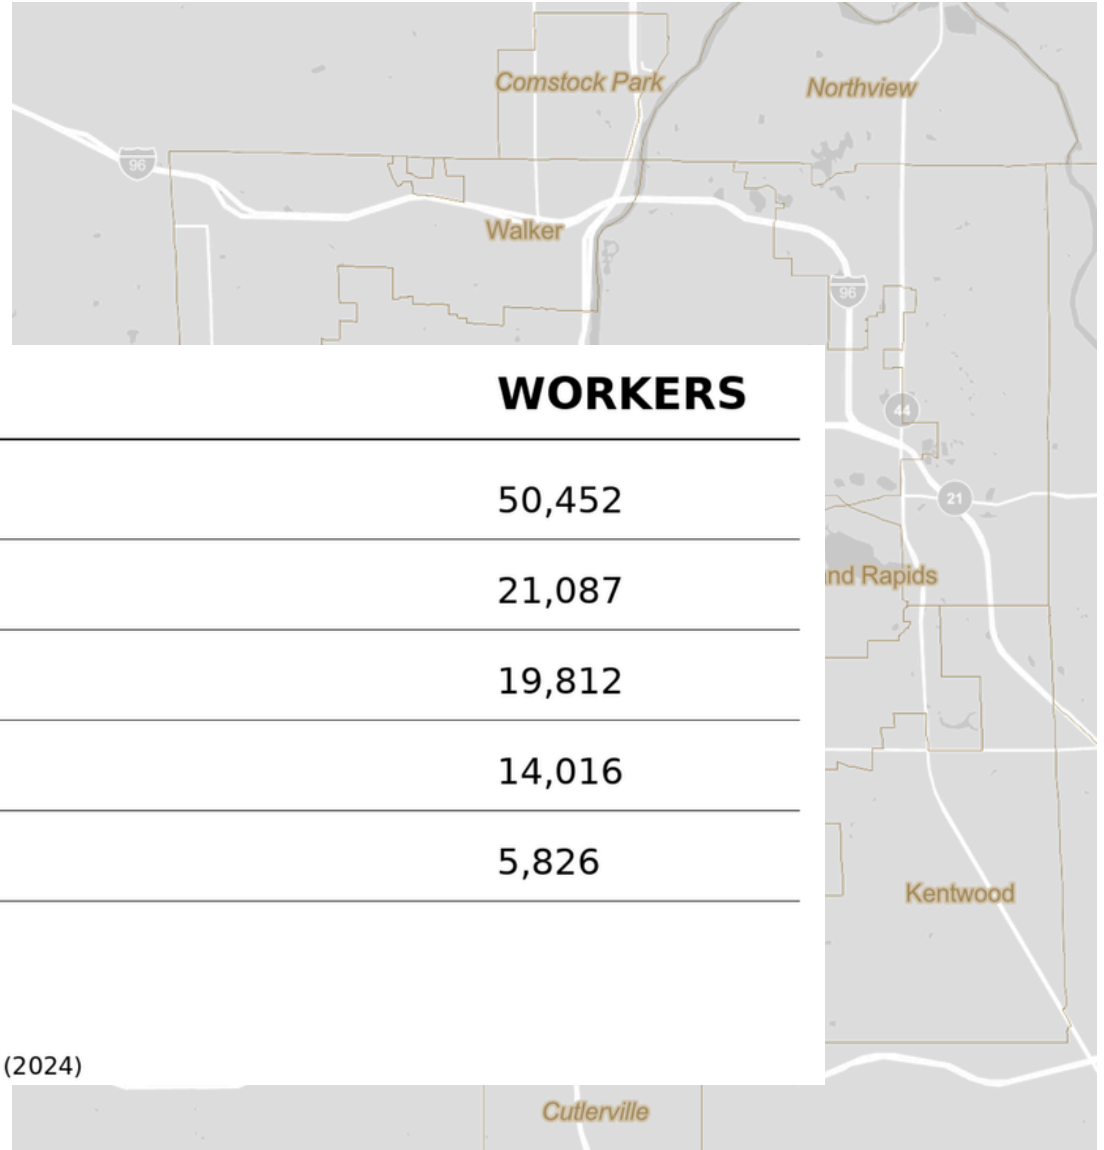 Comstock Park
Northview
96
Walker
96
WORKERS
44
50,452
21
nd Rapids
21,087
19,812
14,016
5,826
Kentwood
(2024)
Cutlerville